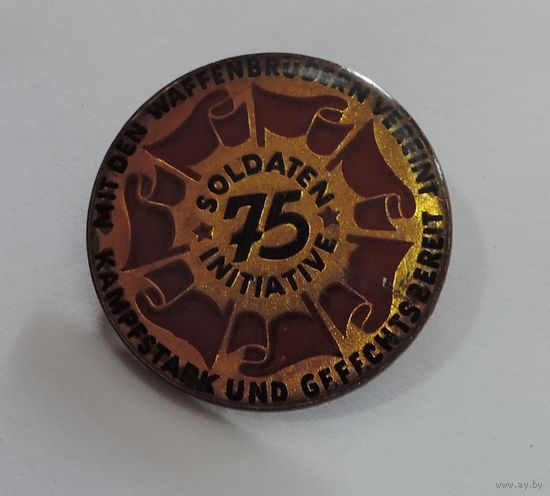 MIT DEN WAFFENBRÜDERN VEREINT
KAMPFSTARK UND GEFECHTSBEREIT
SOLDATEN
75
INITIATIVE
www.ay.by